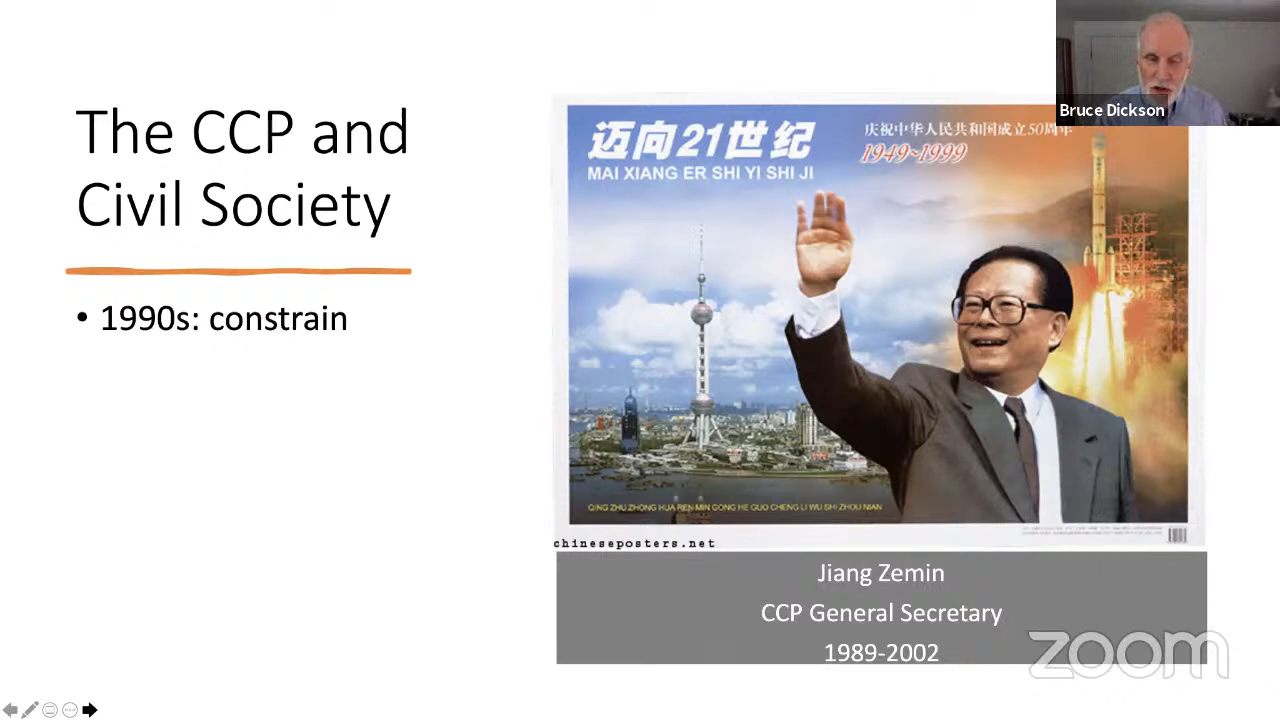 The CCP and
Civil Society
• 1990s: constrain
迈向21世纪
MAI XIANG ER SHI YI SHI JI
庆祝中华人民共和国成立50周年
1949~1999
QING ZHU ZHONG HUA REN MIN GONG HE GUO CHENG LI WU SHI ZHOU NIAN
chineseposters.net
Jiang Zemin
CCP General Secretary
1989-2002
Bruce Dickson
zoom